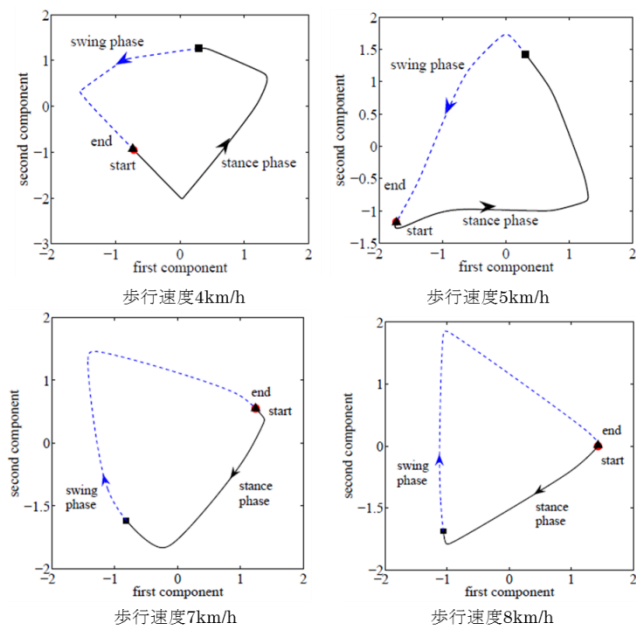 2
1
0
−1
−2
−3
−2
−1
0
1
2
second component
first component
swing phase
end
start
stance phase
歩行速度4km/h
2
1.5
1
0.5
0
−0.5
−1
−1.5
−2
−1
0
1
2
second component
first component
swing phase
end
start
stance phase
歩行速度5km/h
2
1
0
−1.5
−2
−2
−1
0
1
2
second component
first component
end
start
swing
phase
stance
phase
歩行速度7km/h
2
1
0
−1.5
−2
−2
−1
0
1
2
second component
first component
end
start
swing
phase
stance
phase
歩行速度8km/h